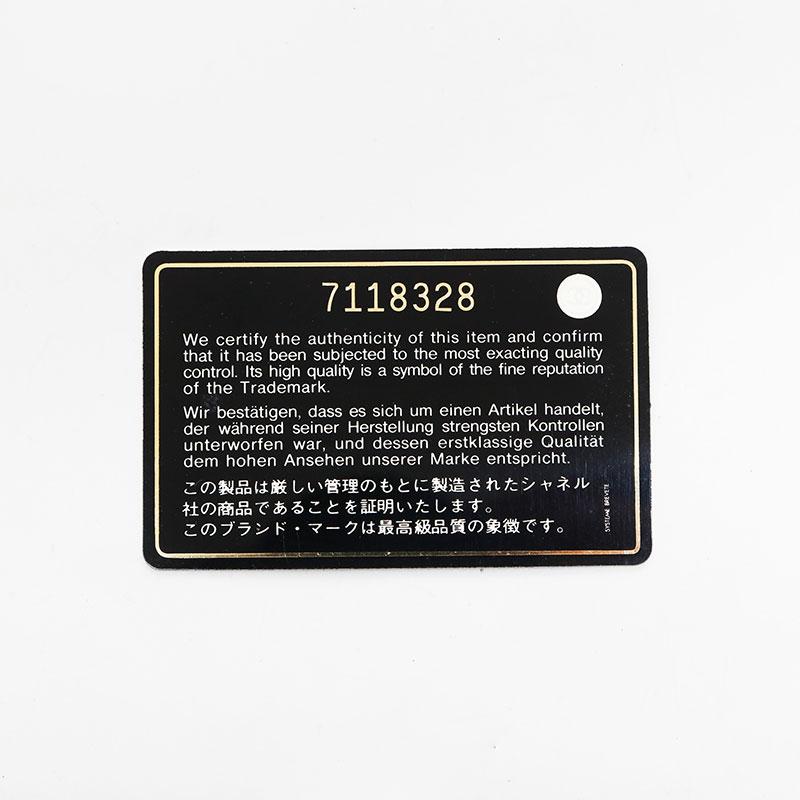 7118328
We certify the authenticity of this item and confirm
that it has been subjected to the most exacting quality
control. Its high quality is a symbol of the fine reputation
of the Trademark.
Wir bestätigen, dass es sich um einen Artikel handelt,
der während seiner Herstellung strengsten Kontrollen
unterworfen war, und dessen erstklassige Qualität
dem hohen Ansehen unserer Marke entspricht.
この製品は厳しい管理のもとに製造されたシャネル
社の商品であることを証明いたします。
このブランド・マークは最高級品質の象徴です。
SYSTEME BREVETE